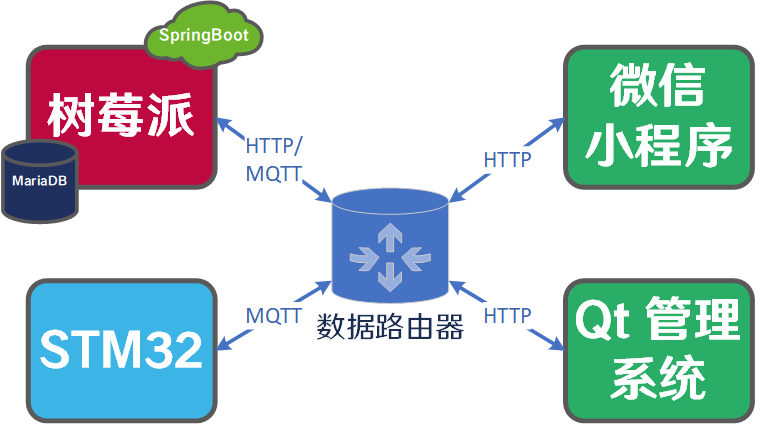 SpringBoot
树莓派
MariaDB
HTTP/
MQTT
HTTP
微信
小程序
STM32
MQTT
数据路由器
HTTP
Qt 管理
系统